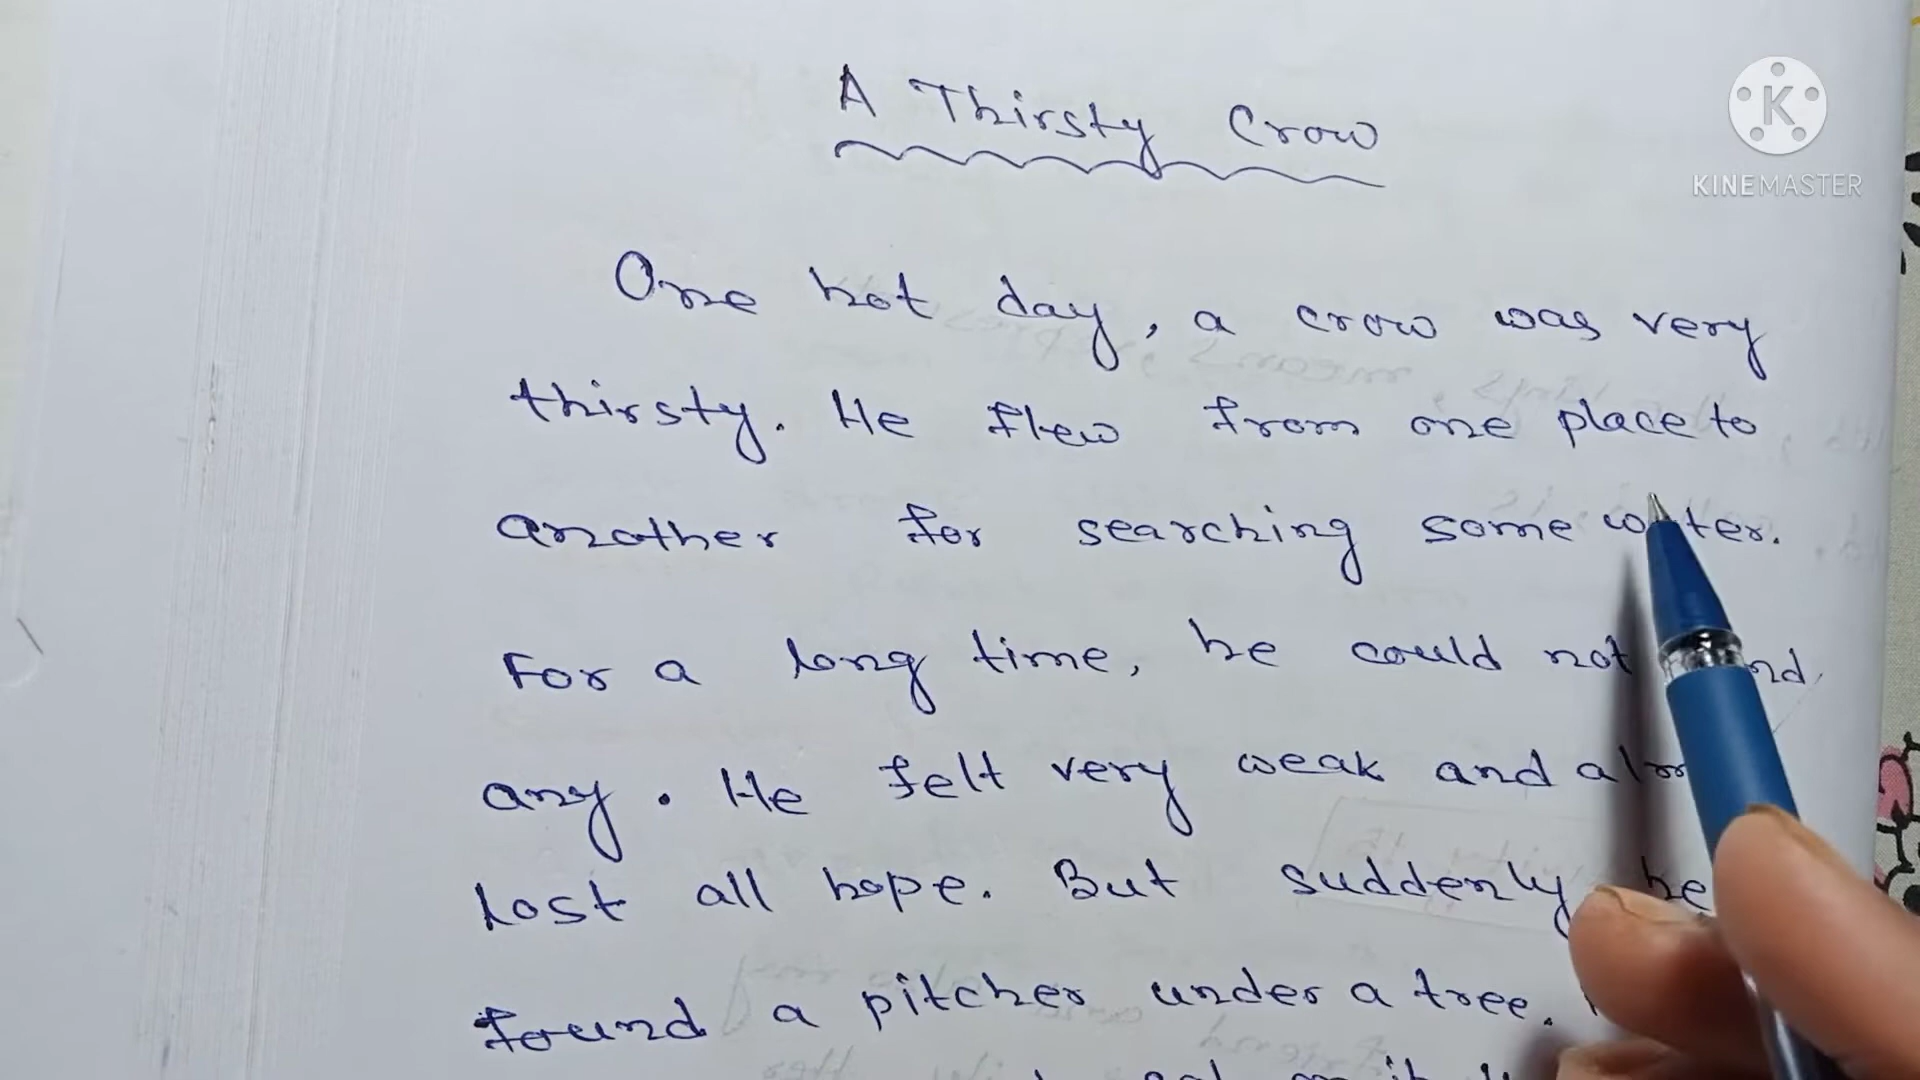 A Thirsty Crow
KINEMASTER
One hot day, a crow was very
thirsty. He flew from one place to
another for searching some water.
For a long time, he could not
any. He felt very weak and
lost all hope. But suddenly he
found a pitcher under a tree.